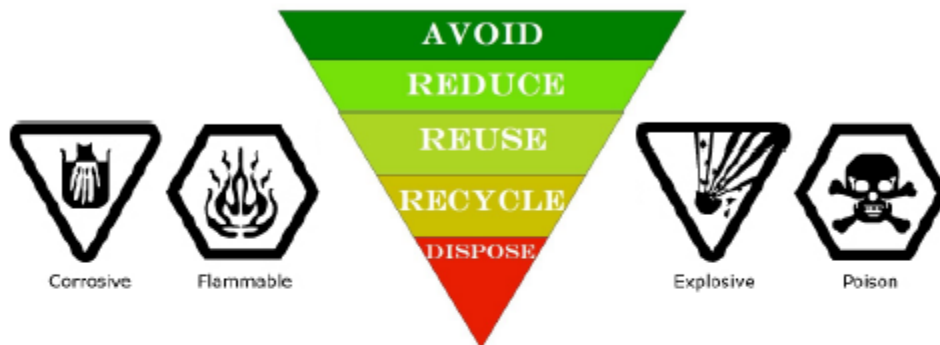 AVOID
REDUCE
REUSE
RECYCLE
DISPOSE
Corrosive
Flammable
Explosive
Poison